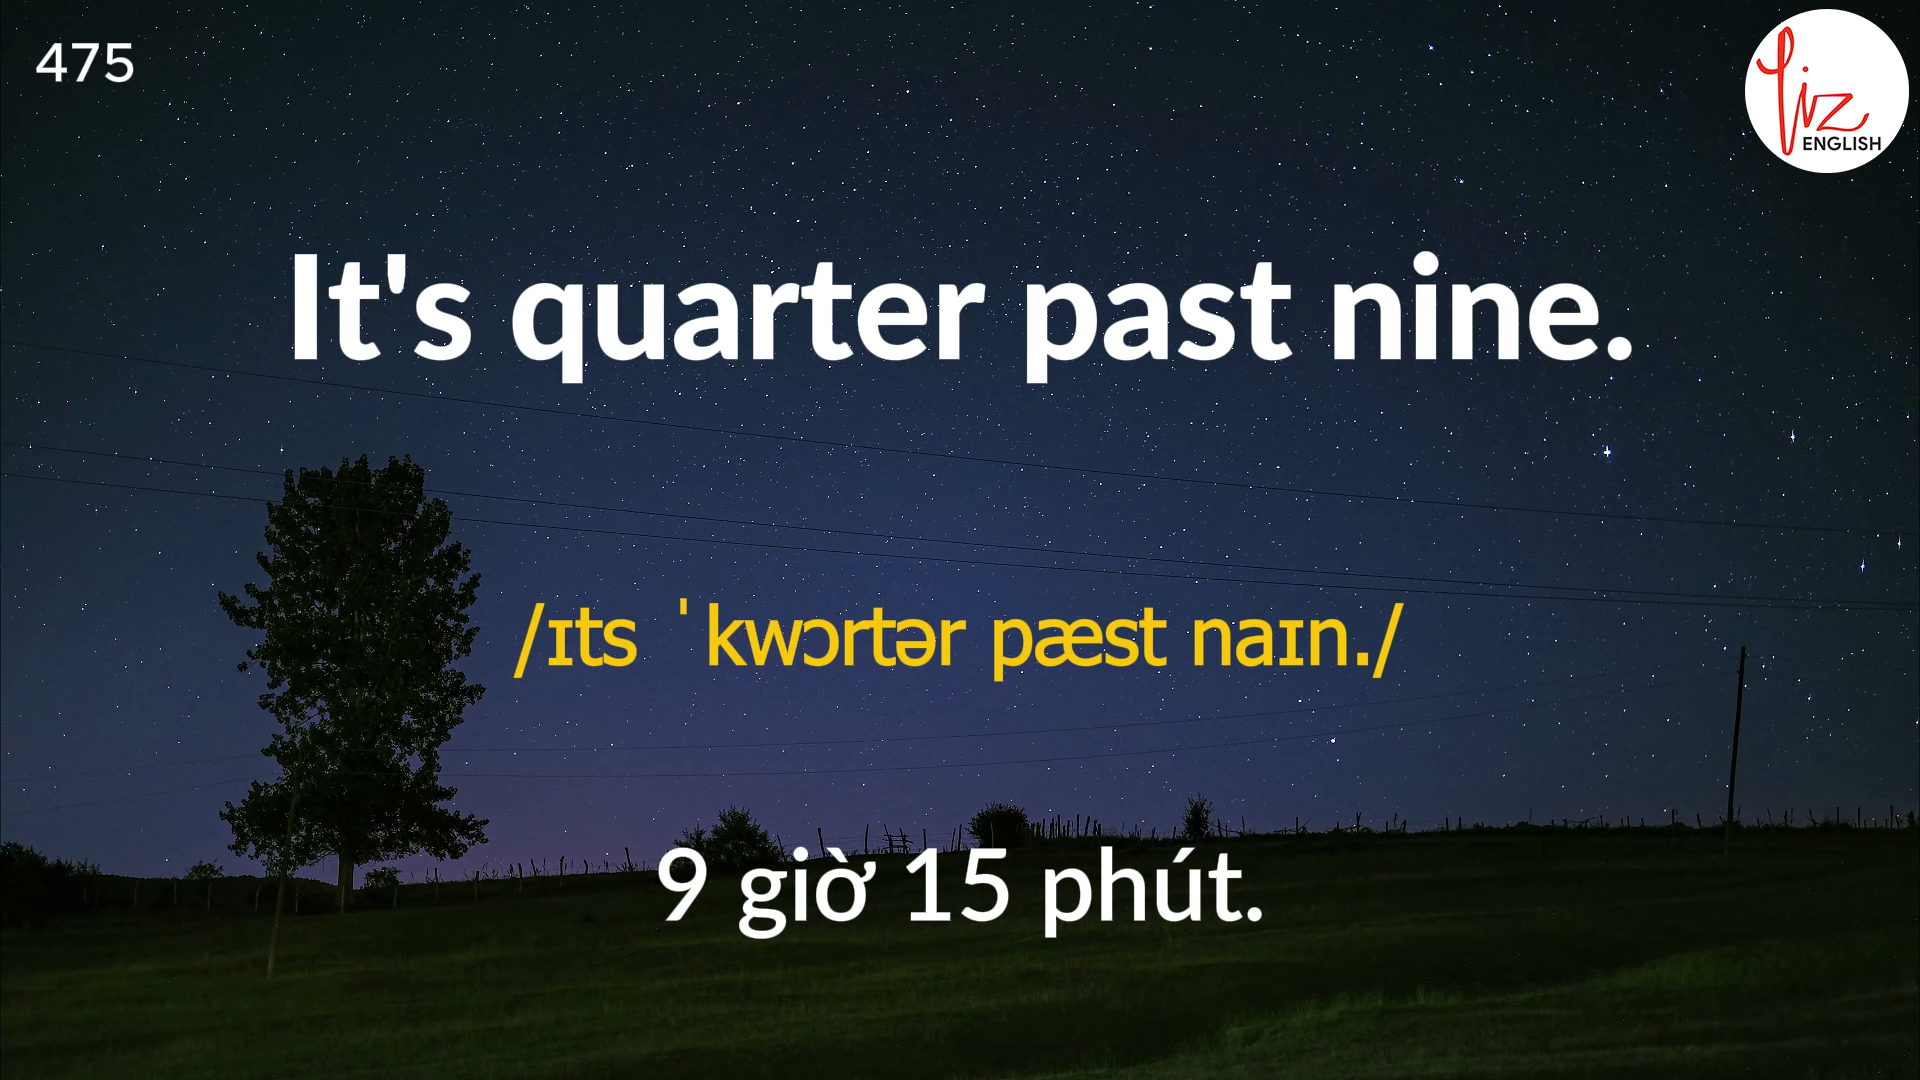 475
Liz
ENGLISH
It's quarter past nine.
/ɪts ˈkwɔrtər pæst naɪn./
9 giờ 15 phút.